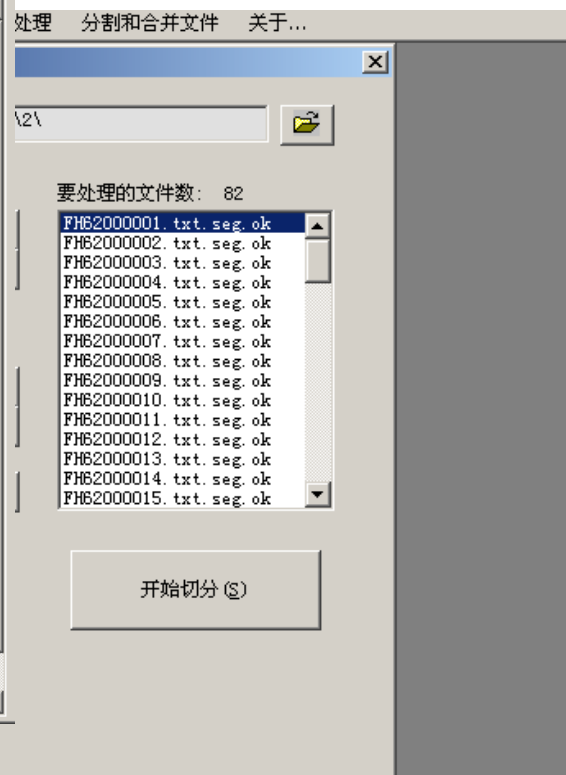 处理 分割和合并文件 关于...
\2\
要处理的文件数: 82
FH62000001.txt.seg.ok
FH62000002.txt.seg.ok
FH62000003.txt.seg.ok
FH62000004.txt.seg.ok
FH62000005.txt.seg.ok
FH62000006.txt.seg.ok
FH62000007.txt.seg.ok
FH62000008.txt.seg.ok
FH62000009.txt.seg.ok
FH62000010.txt.seg.ok
FH62000011.txt.seg.ok
FH62000012.txt.seg.ok
FH62000013.txt.seg.ok
FH62000014.txt.seg.ok
FH62000015.txt.seg.ok
开始切分(S)